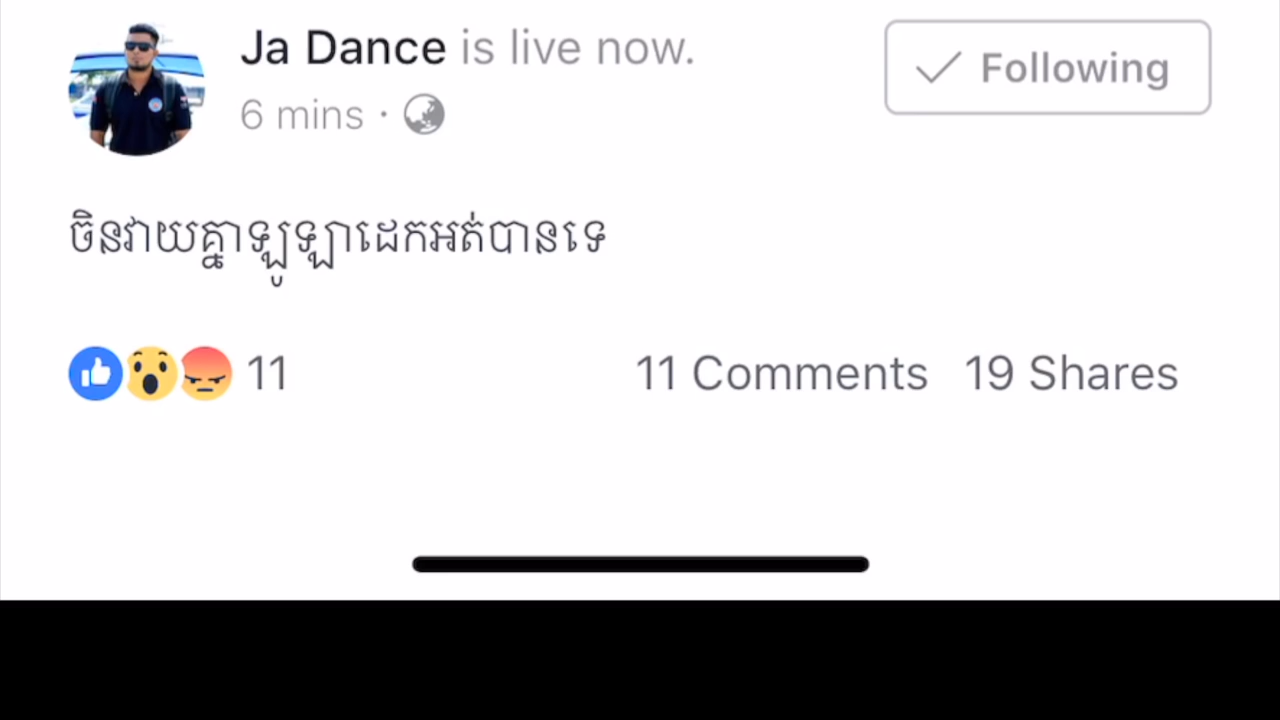 Ja Dance is live now.
Following
6 mins ·
ចិនវាយគ្នាឡូឡាដេកអត់បានទេ
11
11 Comments 19 Shares